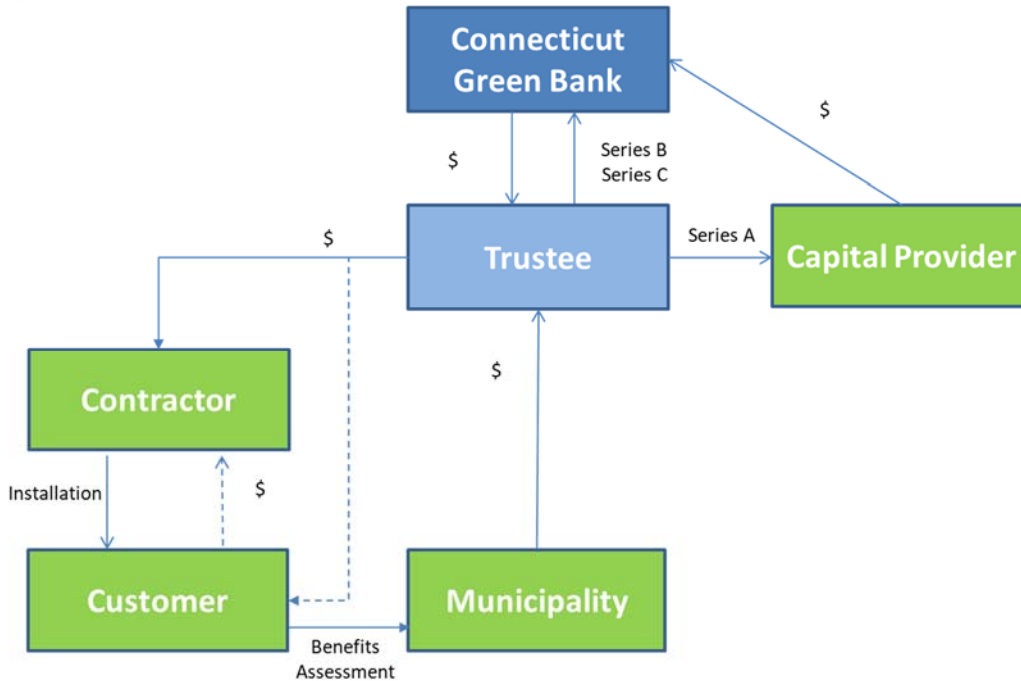 Connecticut
Green Bank
$
$
Series B
Series C
$
Trustee
Series A
Capital Provider
$
Contractor
Installation
$
Customer
Municipality
Benefits
Assessment